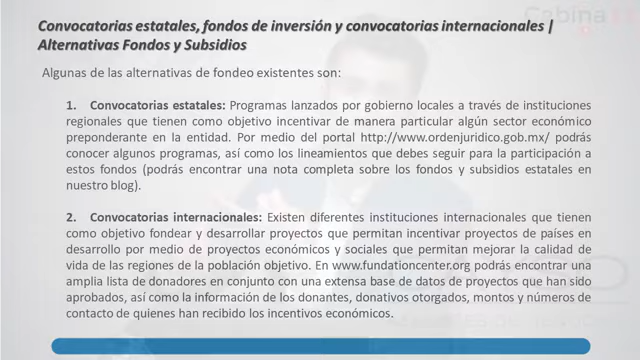 Cabina
Convocatorias estatales, fondos de inversión y convocatorias internacionales |
Alternativas Fondos y Subsidios
Algunas de las alternativas de fondeo existentes son:
1. Convocatorias estatales: Programas lanzados por gobierno locales a través de instituciones
regionales que tienen como objetivo incentivar de manera particular algún sector económico
preponderante en la entidad. Por medio del portal http://www.ordenjuridico.gob.mx/ podrás
conocer algunos programas, así como los lineamientos que debes seguir para la participación a
estos fondos (podrás encontrar una nota completa sobre los fondos y subsidios estatales en
nuestro blog).
2. Convocatorias internacionales: Existen diferentes instituciones internacionales que tienen
como objetivo fondear y desarrollar proyectos que permitan incentivar proyectos de países en
desarrollo por medio de proyectos económicos y sociales que permitan mejorar la calidad de
vida de las regiones de la población objetivo. En www.fundationcenter.org podrás encontrar una
amplia lista de donadores en conjunto con una extensa base de datos de proyectos que han sido
aprobados, así como la información de los donantes, donativos otorgados, montos y números de
contacto de quienes han recibido los incentivos económicos.